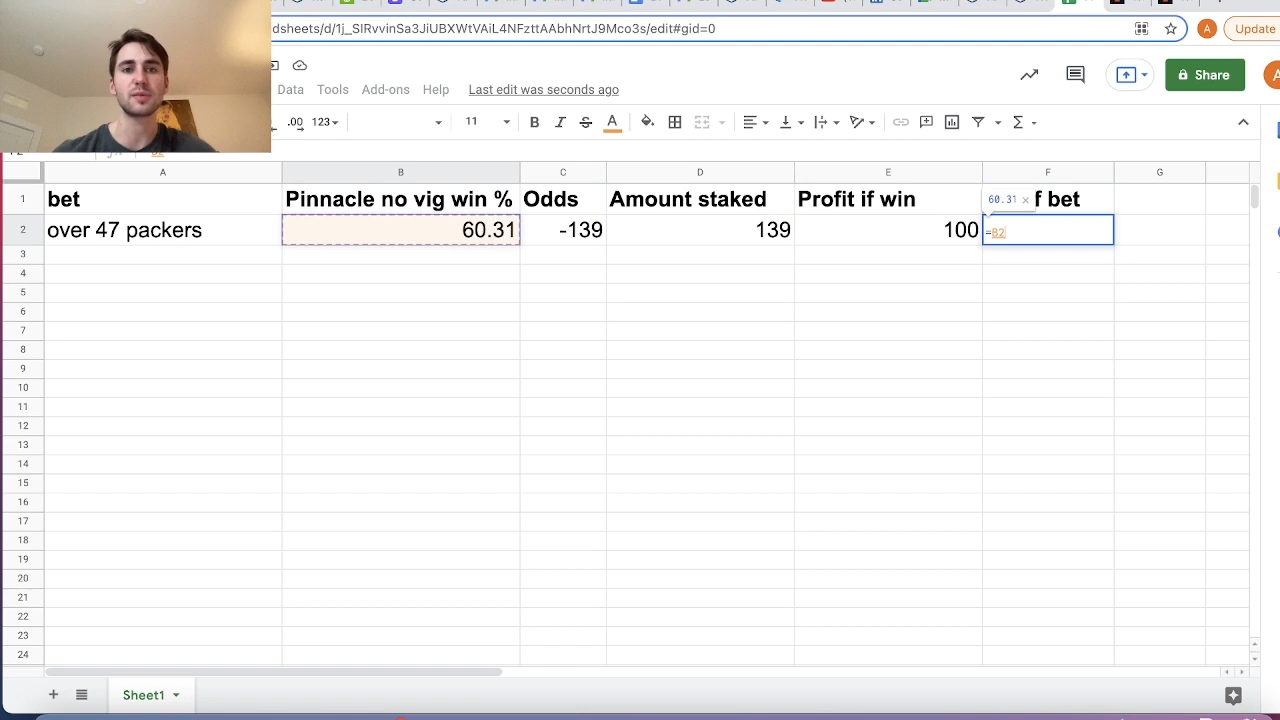 dsheets/d/1j_SIRvvinSa3JiUBXWtVAiL4NFzttAAbhNrtJ9Mco3s/edit#gid=0
A
Update
Data Tools Add-ons Help Last edit was seconds ago
Share
A
.00 123 11 B I S A
B2
A B C D E F G
1 bet Pinnacle no vig win % Odds Amount staked Profit if win 60.31 × f bet
2 over 47 packers 60.31 -139 139 100 =B2
3
4
5
6
7
8
9
10
11
12
13
14
15
16
17
18
19
20
21
22
23
24
Sheet1